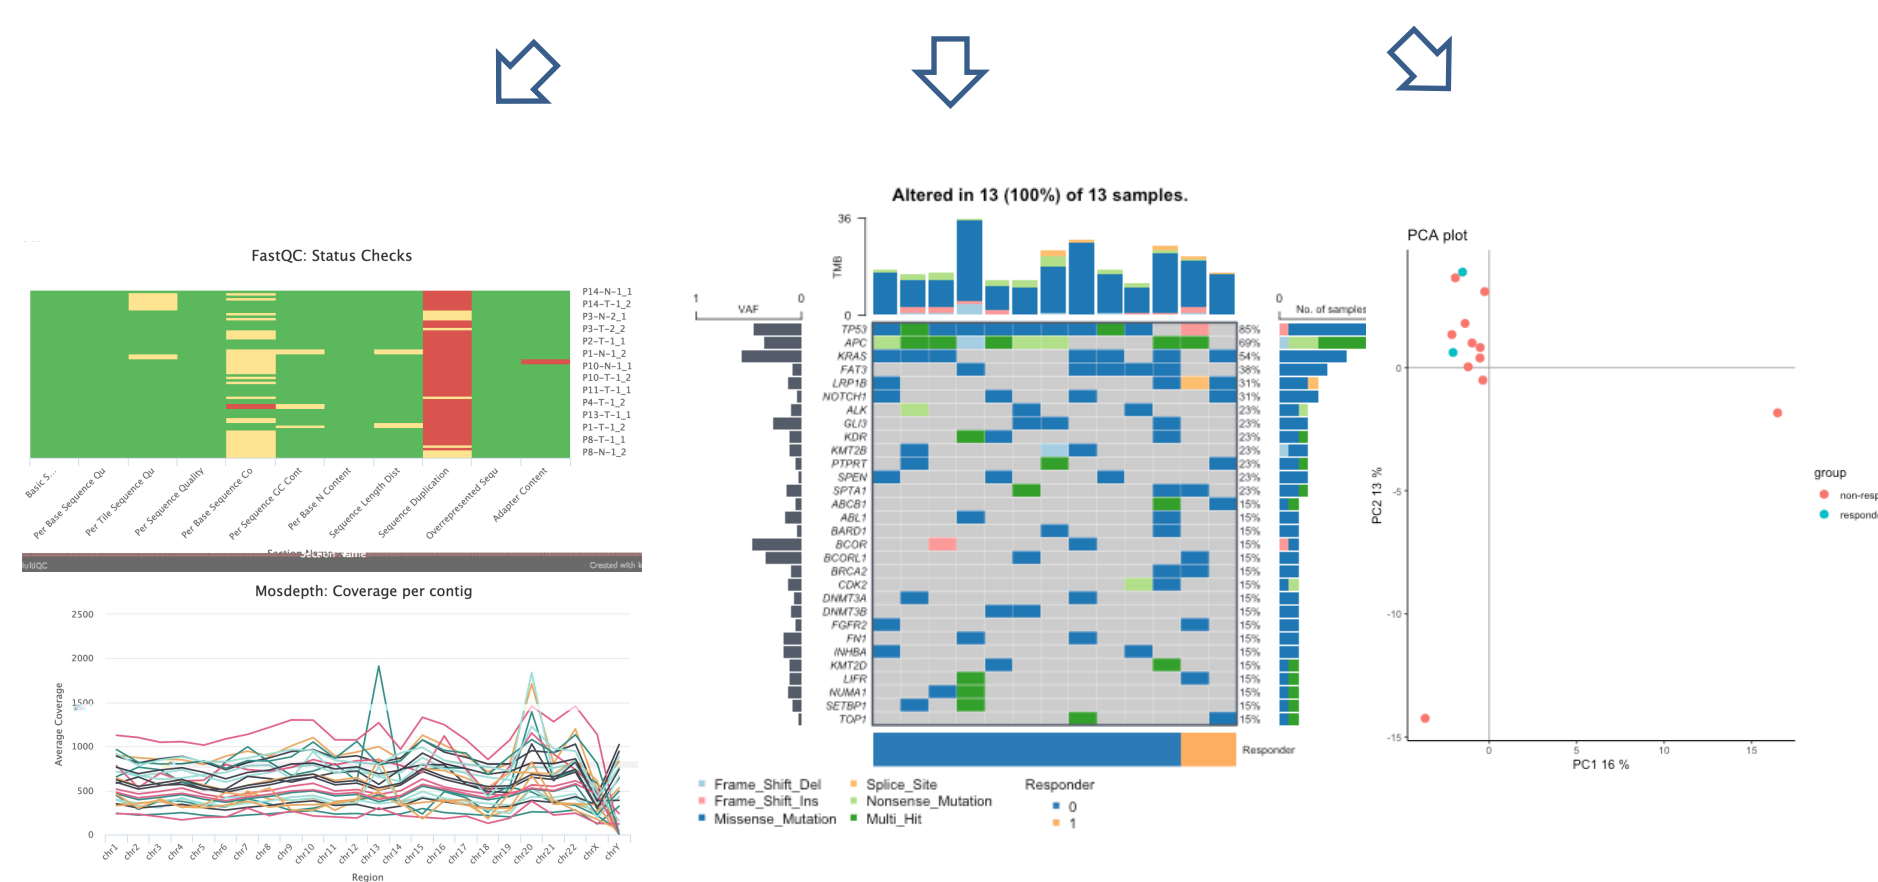 FastQC: Status Checks
P14-N-1_1
P14-T-1_2
P3-N-2_1
P3-T-2_2
P2-T-1_1
P1-N-1_2
P10-N-1_1
P10-T-1_2
P11-T-1_1
P4-T-1_2
P13-T-1_1
P1-T-1_2
P8-T-1_1
P8-N-1_2
Basic S...
Per Base Sequence Qu
Per Tile Sequence Qu
Per Sequence Quality
Per Base Sequence Co
Per Sequence GC Cont
Per Base N Content
Sequence Length Dist
Sequence Duplication
Overrepresented Sequ
Adapter Content
Section Name
Created with
Mosdepth: Coverage per contig
Average Coverage
2500
2000
1500
1000
500
0
chr1
chr2
chr3
chr4
chr5
chr6
chr7
chr8
chr9
chr10
chr11
chr12
chr13
chr14
chr15
chr16
chr17
chr18
chr19
chr20
chr21
chr22
chrX
chrY
Region
Altered in 13 (100%) of 13 samples.
36
TMB
0
1
0
VAF
0
No. of samples
TP53 85%
APC 69%
KRAS 54%
FAT3 38%
LRP1B 31%
NOTCH1 31%
ALK 23%
GLI3 23%
KDR 23%
KMT2B 23%
PTPRT 23%
SPEN 23%
SPTA1 23%
ABCB1 15%
ABL1 15%
BARD1 15%
BCOR 15%
BCORL1 15%
BRCA2 15%
CDK2 15%
DNMT3A 15%
DNMT3B 15%
FGFR2 15%
FN1 15%
INHBA 15%
KMT2D 15%
LIFR 15%
NUMA1 15%
SETBP1 15%
TOP1 15%
Responder
Frame_Shift_Del
Frame_Shift_Ins
Missense_Mutation
Splice_Site
Nonsense_Mutation
Multi_Hit
Responder
0
1
PCA plot
PC2 13 %
0
-5
-10
-15
0
5
10
15
PC1 16 %
group
non-resp
respond